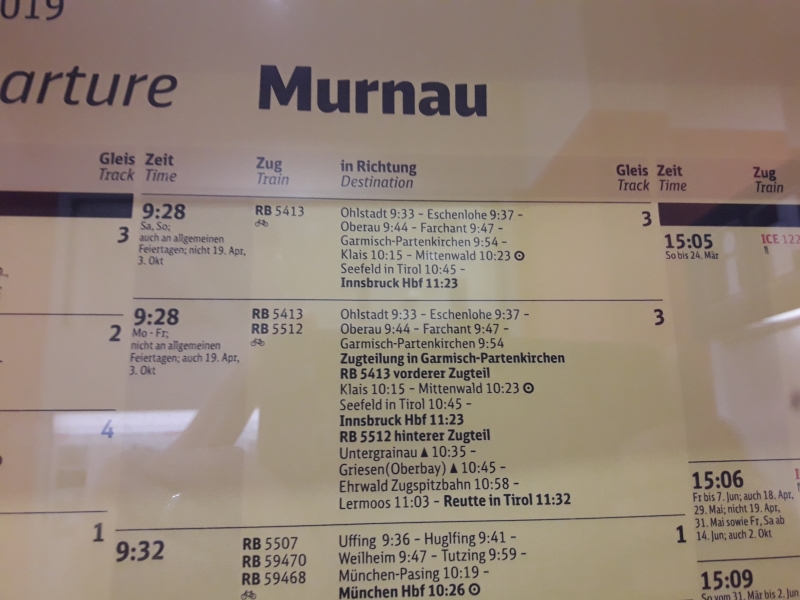 019
arture Murnau
Gleis Zeit Zug in Richtung Gleis Zeit Zug
Track Time Train Destination Track Time Train
3
2
4
1
9:28 RB 5413 Ohlstadt 9:33 – Eschenlohe 9:37 – 3
Sa, So; Oberau 9:44 – Farchant 9:47 –
auch an allgemeinen Garmisch-Partenkirchen 9:54 –
Feiertagen; nicht 19. Apr, Klais 10:15 – Mittenwald 10:23
3. Okt Seefeld in Tirol 10:45 –
Innsbruck Hbf 11:23
9:28 RB 5413 Ohlstadt 9:33 – Eschenlohe 9:37 – 3
Mo - Fr; RB 5512 Oberau 9:44 – Farchant 9:47 –
nicht an allgemeinen Garmisch-Partenkirchen 9:54
Feiertagen; auch 19. Apr, Zugteilung in Garmisch-Partenkirchen
3. Okt RB 5413 vorderer Zugteil
Klais 10:15 – Mittenwald 10:23
Seefeld in Tirol 10:45 –
Innsbruck Hbf 11:23
RB 5512 hinterer Zugteil
Untergrainau ▲ 10:35 –
Griesen(Oberbay) ▲ 10:45 –
Ehrwald Zugspitzbahn 10:58 –
Lermoos 11:03 – Reutte in Tirol 11:32
9:32 RB 5507 Uffing 9:36 – Huglfing 9:41 – 1
RB 59470 Weilheim 9:47 – Tutzing 9:59 –
RB 59468 München-Pasing 10:19 –
München Hbf 10:26
15:05 ICE 122
So bis 24. Mär
15:06
Fr bis 7. Jun; auch 18. Apr,
29. Mai; nicht 19. Apr,
31. Mai sowie Fr, Sa ab
14. Jun; auch 2. Okt
15:09
So vom 31. Mär bis 2. Jun